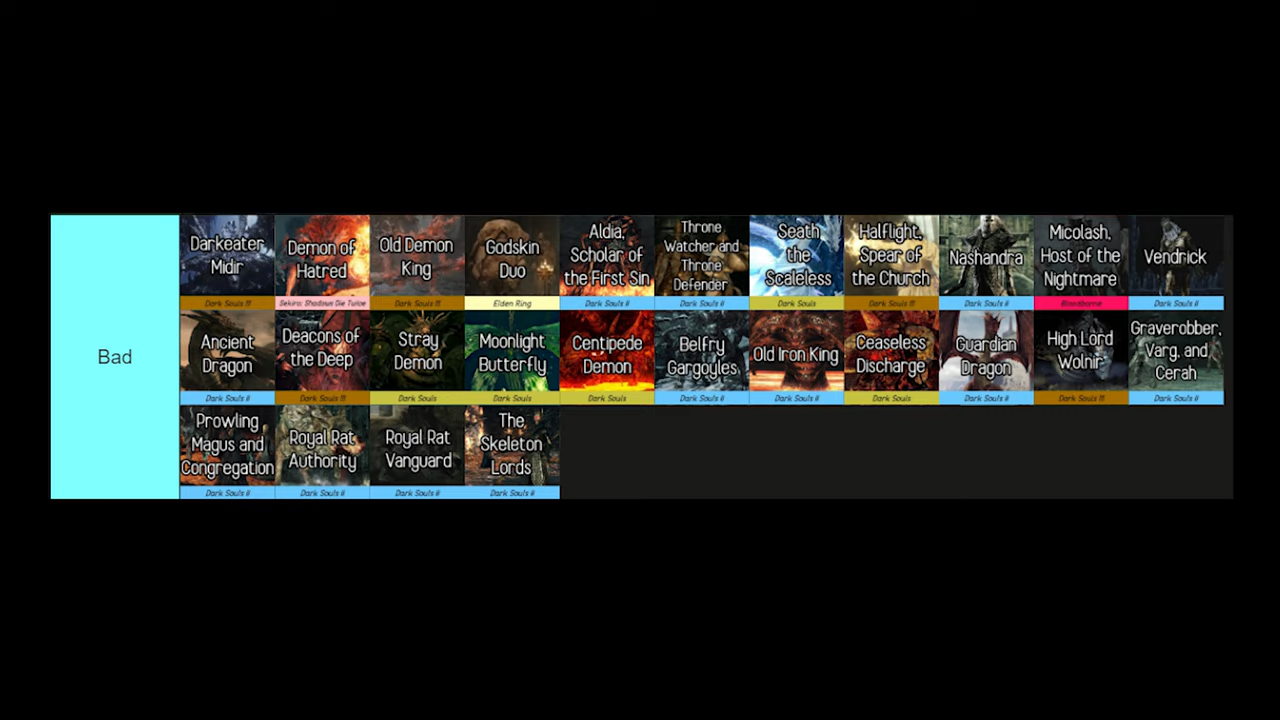 Bad
Darkeater
Midir
Dark Souls III
Demon of
Hatred
Sekiro: Shadows Die Twice
Old Demon
King
Dark Souls III
Godskin
Duo
Elden Ring
Aldia,
Scholar of
the First Sin
Dark Souls II
Throne
Watcher and
Throne
Defender
Dark Souls II
Seath
the
Scaleless
Dark Souls
Halflight,
Spear of
the Church
Dark Souls III
Nashandra
Dark Souls II
Micolash,
Host of the
Nightmare
Bloodborne
Vendrick
Dark Souls II
Ancient
Dragon
Dark Souls II
Deacons of
the Deep
Dark Souls III
Stray
Demon
Dark Souls
Moonlight
Butterfly
Dark Souls
Centipede
Demon
Dark Souls
Belfry
Gargoyles
Dark Souls II
Old Iron King
Dark Souls II
Ceaseless
Discharge
Dark Souls
Guardian
Dragon
Dark Souls II
High Lord
Wolnir
Dark Souls III
Graverobber,
Varg, and
Cerah
Dark Souls II
Prowling
Magus and
Congregation
Dark Souls II
Royal Rat
Authority
Dark Souls II
Royal Rat
Vanguard
Dark Souls II
The
Skeleton
Lords
Dark Souls II